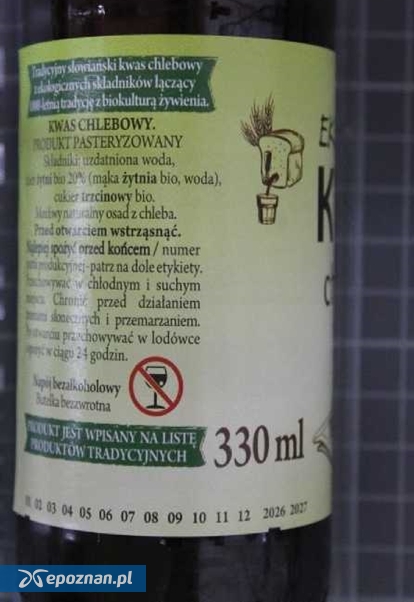 Tradycyjny słowiański kwas chlebowy
z ekologicznych składników łączący
1000-letnią tradycję z biokulturą żywienia.
KWAS CHLEBOWY.
PRODUKT PASTERYZOWANY
Składniki: uzdatniona woda,
żytni bio 20% (mąka żytnia bio, woda),
cukier trzcinowy bio.
Możliwy naturalny osad z chleba.
Przed otwarciem wstrząsnąć.
Najlepiej spożyć przed końcem / numer
partii produkcyjnej-patrz na dole etykiety.
Przechowywać w chłodnym i suchym
miejscu. Chronić przed działaniem
promieni słonecznych i przemarzaniem.
Po otwarciu przechowywać w lodówce
i spożyć w ciągu 24 godzin.
Napój bezalkoholowy
Butelka bezzwrotna
PRODUKT JEST WPISANY NA LISTĘ
PRODUKTÓW TRADYCYJNYCH
330 ml
01 02 03 04 05 06 07 08 09 10 11 12 2026 2027
epoznan.pl